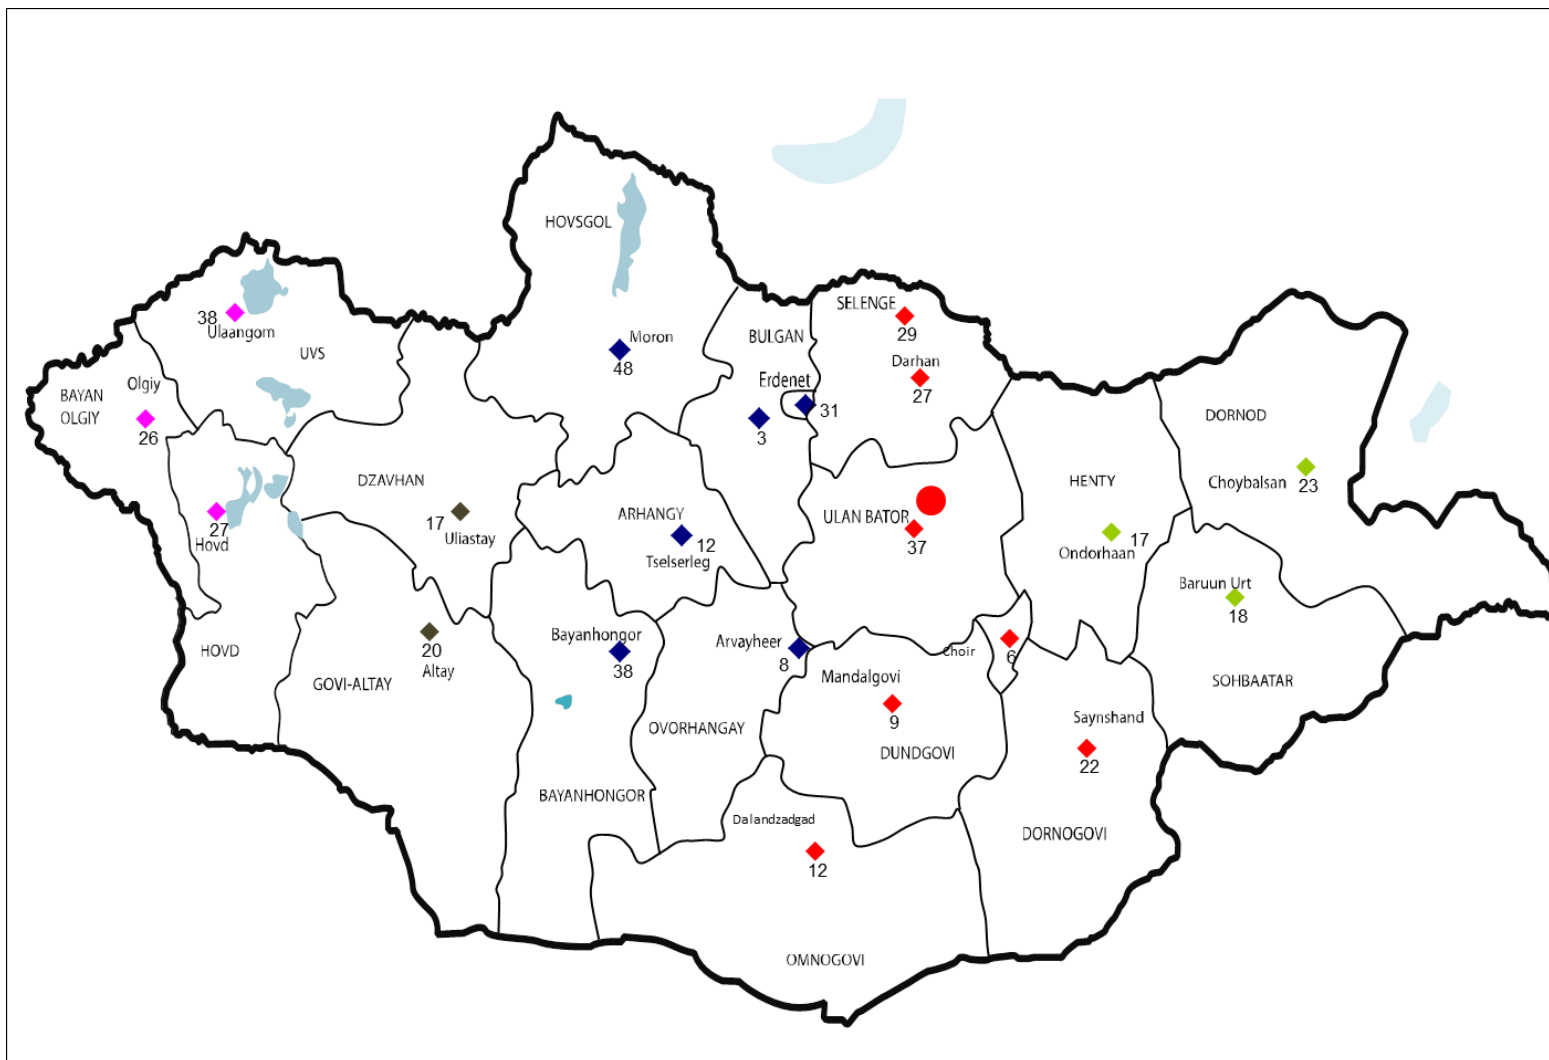 HOVSGOL
SELENGE
38
Ulaangom
29
UVS
BULGAN
Moron
48
Darhan
27
Olgiy
Erdenet
BAYAN
OLGIY
31
26
3
DORNOD
DZAVHAN
HENTY
Choybalsan
23
17
Uliastay
ARHANGY
ULAN BATOR
27
Hovd
12
Tselserleg
37
17
Ondorhaan
Baruun Urt
18
Bayanhongor
38
Arvayheer
8
Choir
6
HOVD
20
Altay
GOVI-ALTAY
Mandalgovi
9
SOHBAATAR
OVORHANGAY
DUNDGOVI
Saynshand
22
BAYANHONGOR
Dalandzadgad
12
DORNOGOVI
OMNOGOVI